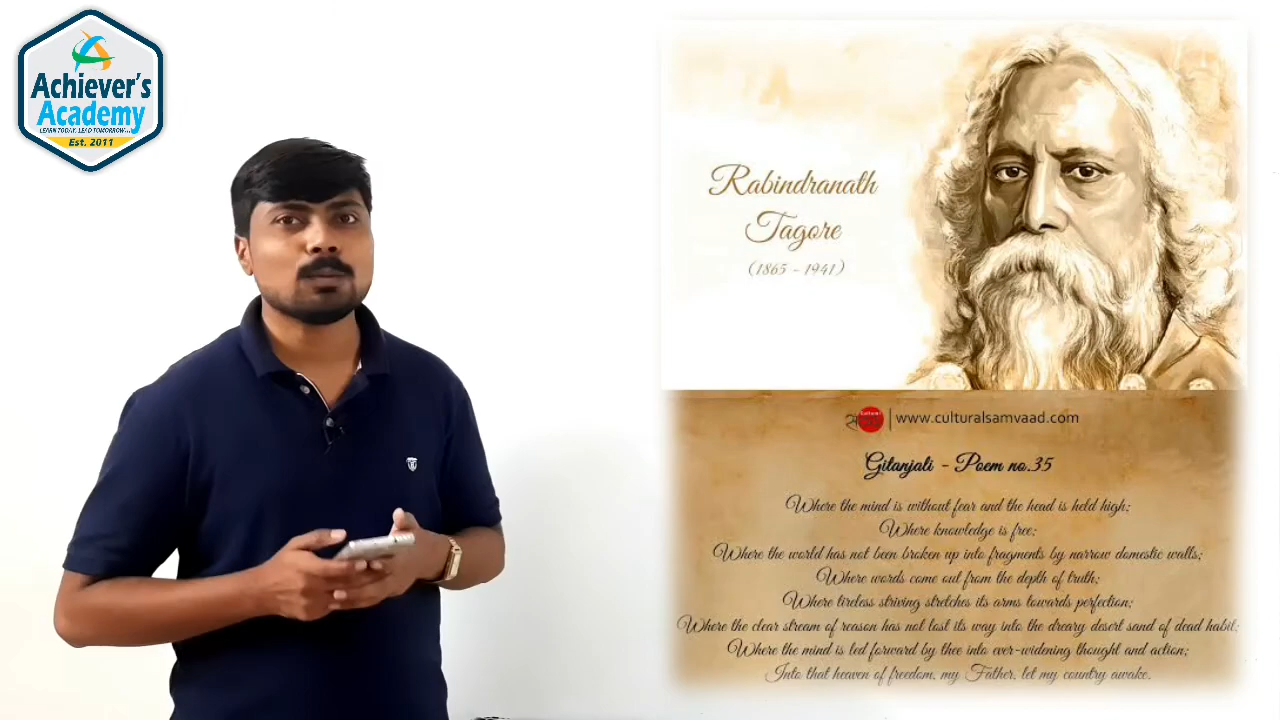 Achiever's
Academy
LEARN TODAY, LEAD TOMORROW...
Est. 2011
Rabindranath
Tagore
(1865 - 1941)
www.culturalsamvaad.com
Gitanjali - Poem no.35
Where the mind is without fear and the head is held high;
Where knowledge is free;
Where the world has not been broken up into fragments by narrow domestic walls;
Where words come out from the depth of truth;
Where tireless striving stretches its arms towards perfection;
Where the clear stream of reason has not lost its way into the dreary desert sand of dead habit;
Where the mind is led forward by thee into ever-widening thought and action;
Into that heaven of freedom, my Father, let my country awake.